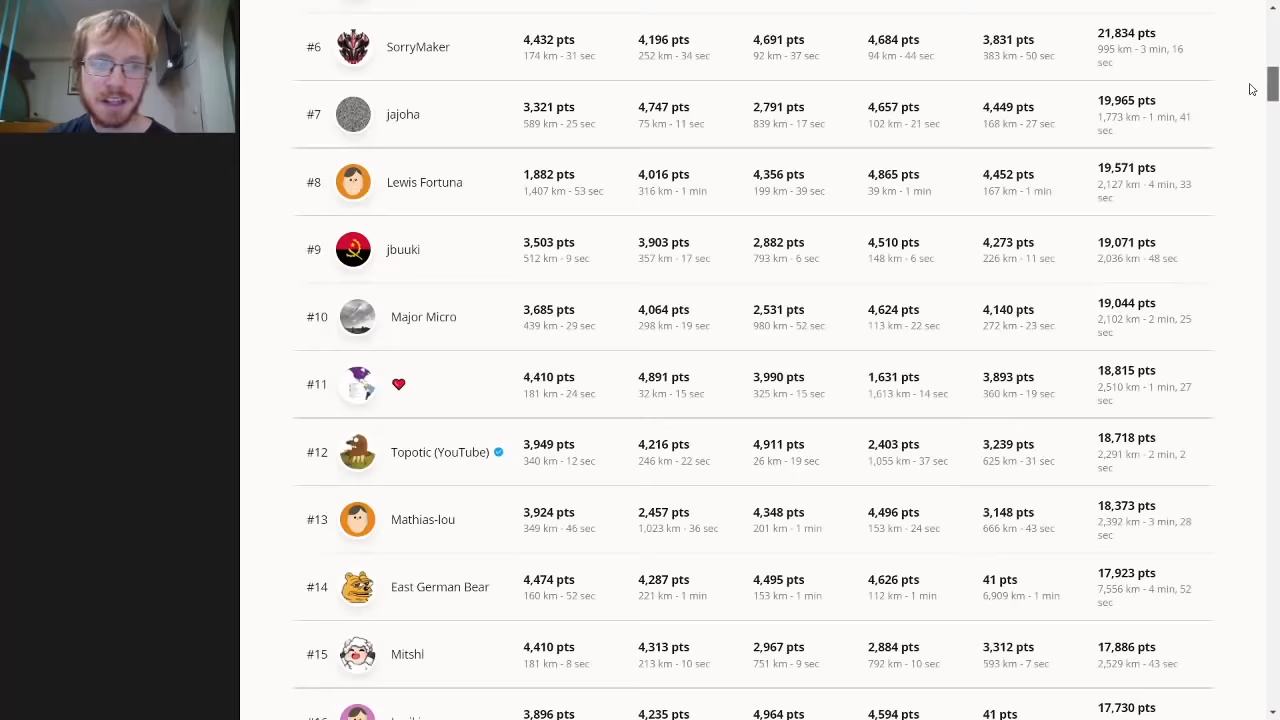 #6 SorryMaker 4,432 pts 4,196 pts 4,691 pts 4,684 pts 3,831 pts 21,834 pts
174 km - 31 sec 252 km - 34 sec 92 km - 37 sec 94 km - 44 sec 383 km - 50 sec 995 km - 3 min, 16
sec
#7 jajoha 3,321 pts 4,747 pts 2,791 pts 4,657 pts 4,449 pts 19,965 pts
589 km - 25 sec 75 km - 11 sec 839 km - 17 sec 102 km - 21 sec 168 km - 27 sec 1,773 km - 1 min, 41
sec
#8 Lewis Fortuna 1,882 pts 4,016 pts 4,356 pts 4,865 pts 4,452 pts 19,571 pts
1,407 km - 53 sec 316 km - 1 min 199 km - 39 sec 39 km - 1 min 167 km - 1 min 2,127 km - 4 min, 33
sec
#9 jbuuki 3,503 pts 3,903 pts 2,882 pts 4,510 pts 4,273 pts 19,071 pts
512 km - 9 sec 357 km - 17 sec 793 km - 6 sec 148 km - 6 sec 226 km - 11 sec 2,036 km - 48 sec
#10 Major Micro 3,685 pts 4,064 pts 2,531 pts 4,624 pts 4,140 pts 19,044 pts
439 km - 29 sec 298 km - 19 sec 980 km - 52 sec 113 km - 22 sec 272 km - 23 sec 2,102 km - 2 min, 25
sec
#11 4,410 pts 4,891 pts 3,990 pts 1,631 pts 3,893 pts 18,815 pts
181 km - 24 sec 32 km - 15 sec 325 km - 15 sec 1,613 km - 14 sec 360 km - 19 sec 2,510 km - 1 min, 27
sec
#12 Topotic (YouTube) 3,949 pts 4,216 pts 4,911 pts 2,403 pts 3,239 pts 18,718 pts
340 km - 12 sec 246 km - 22 sec 26 km - 19 sec 1,055 km - 37 sec 625 km - 31 sec 2,291 km - 2 min, 2
sec
#13 Mathias-lou 3,924 pts 2,457 pts 4,348 pts 4,496 pts 3,148 pts 18,373 pts
349 km - 46 sec 1,023 km - 36 sec 201 km - 1 min 153 km - 24 sec 666 km - 43 sec 2,392 km - 3 min, 28
sec
#14 East German Bear 4,474 pts 4,287 pts 4,495 pts 4,626 pts 41 pts 17,923 pts
160 km - 52 sec 221 km - 1 min 153 km - 1 min 112 km - 1 min 6,909 km - 1 min 7,556 km - 4 min, 52
sec
#15 Mitshl 4,410 pts 4,313 pts 2,967 pts 2,884 pts 3,312 pts 17,886 pts
181 km - 8 sec 213 km - 10 sec 751 km - 9 sec 792 km - 10 sec 593 km - 7 sec 2,529 km - 43 sec
3,896 pts 4,235 pts 4,964 pts 4,594 pts 41 pts 17,730 pts